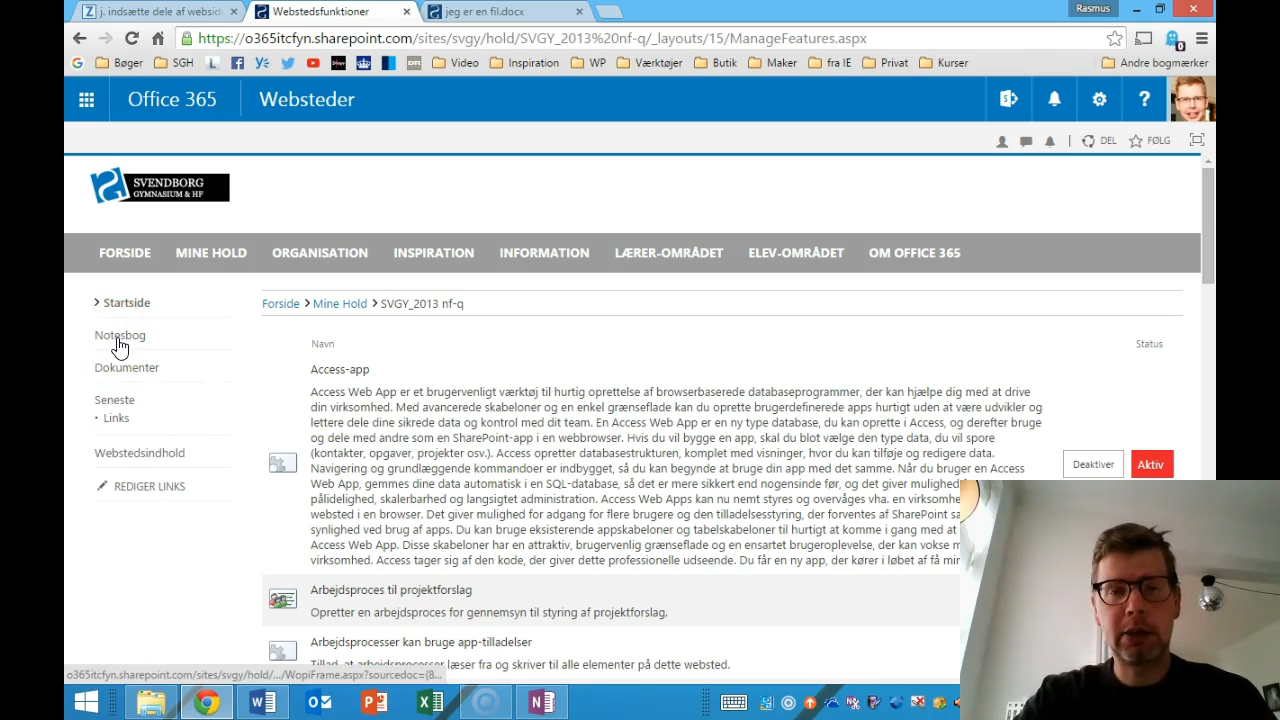 j. indsætte dele af websid
Webstedsfunktioner
jeg er en fil.docx
Rasmus
https://o365itcfyn.sharepoint.com/sites/svgy/hold/SVGY_2013%20nf-q/_layouts/15/ManageFeatures.aspx
Bøger
SGH
Video
Inspiration
WP
Værktøjer
Butik
Maker
fra IE
Privat
Kurser
Andre bogmærker
Office 365
Websteder
DEL
FØLG
SVENDBORG
GYMNASIUM & HF
FORSIDE MINE HOLD ORGANISATION INSPIRATION INFORMATION LÆRER-OMRÅDET ELEV-OMRÅDET OM OFFICE 365
Startside
Notesbog
Dokumenter
Seneste
Links
Webstedsindhold
REDIGER LINKS
Forside > Mine Hold > SVGY_2013 nf-q
Navn
Status
Access-app
Access Web App er et brugervenligt værktøj til hurtig oprettelse af browserbaserede databaseprogrammer, der kan hjælpe dig med at drive
din virksomhed. Med avancerede skabeloner og en enkel grænseflade kan du oprette brugerdefinerede apps hurtigt uden at være udvikler og
lettere dele dine sikrede data og kontrol med dit team. En Access Web App er en ny type database, du kan oprette i Access, og derefter bruge
og dele med andre som en SharePoint-app i en webbrowser. Hvis du vil bygge en app, skal du blot vælge den type data, du vil spore
(kontakter, opgaver, projekter osv.). Access opretter databasestrukturen, komplet med visninger, hvor du kan tilføje og redigere data.
Navigering og grundlæggende kommandoer er indbygget, så du kan begynde at bruge din app med det samme. Når du bruger en Access
Web App, gemmes dine data automatisk i en SQL-database, så det er mere sikkert end nogensinde før, og det giver mulighed
pålidelighed, skalerbarhed og langsigtet administration. Access Web Apps kan nu nemt styres og overvåges vha. en virksomhe
websted i en browser. Det giver mulighed for adgang for flere brugere og den tilladelsesstyring, der forventes af SharePoint sa
synlighed ved brug af apps. Du kan bruge eksisterende appskabeloner og tabelskabeloner til hurtigt at komme i gang med at
Access Web App. Disse skabeloner har en attraktiv, brugervenlig grænseflade og en ensartet brugeroplevelse, der kan vokse m
virksomhed. Access tager sig af den kode, der giver dette professionelle udseende. Du får en ny app, der kører i løbet af få min
Deaktiver
Aktiv
Arbejdsproces til projektforslag
Opretter en arbejdsproces for gennemsyn til styring af projektforslag.
Arbejdsprocesser kan bruge app-tilladelser
Tillad, at arbejdsprocesser læser fra og skriver til alle elementer på dette websted.
o365itcfyn.sharepoint.com/sites/svgy/hold/.../WopiFrame.aspx?sourcedoc={8...